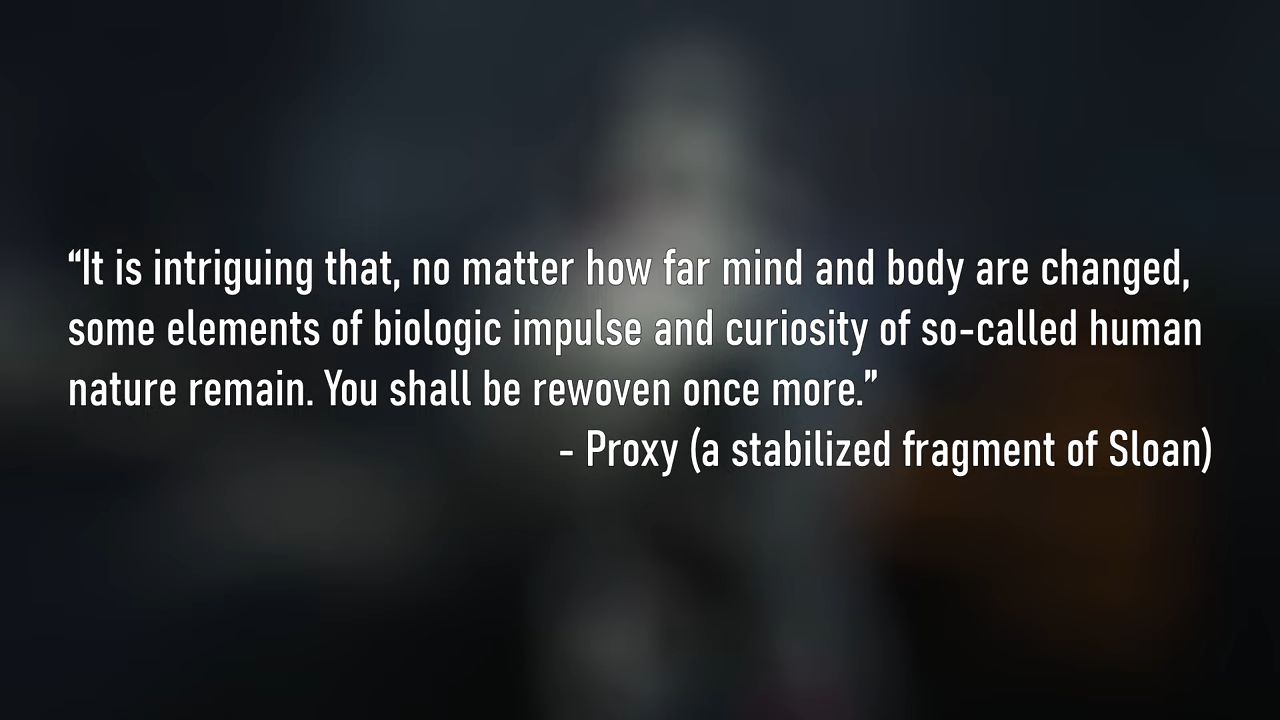 “It is intriguing that, no matter how far mind and body are changed,
some elements of biologic impulse and curiosity of so-called human
nature remain. You shall be rewoven once more.”
- Proxy (a stabilized fragment of Sloan)